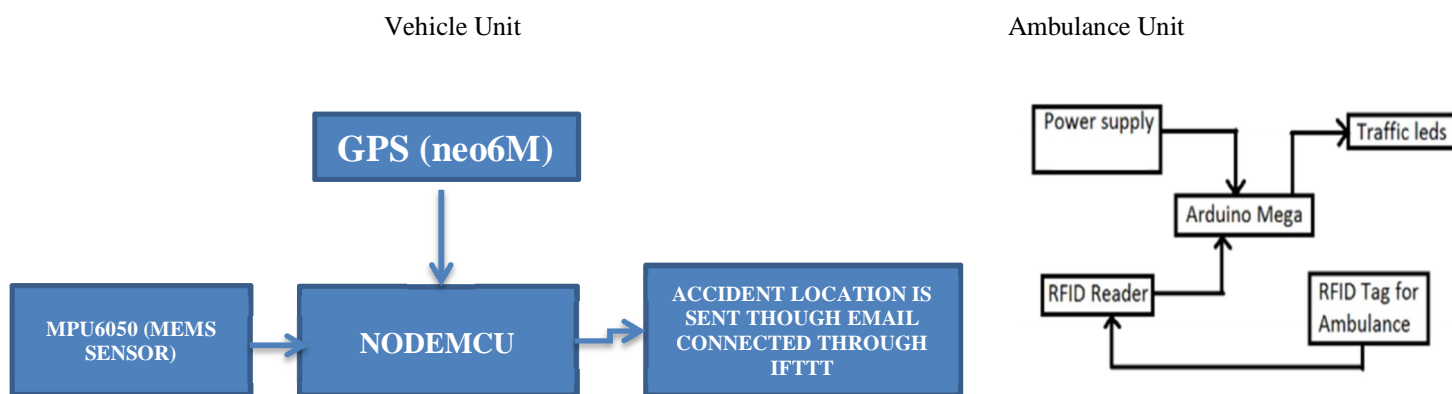 Vehicle Unit
Ambulance Unit
GPS (neo6M)
MPU6050 (MEMS
SENSOR)
NODEMCU
ACCIDENT LOCATION IS
SENT THOUGH EMAIL
CONNECTED THROUGH
IFTTT
Power supply
Traffic leds
Arduino Mega
RFID Reader
RFID Tag for
Ambulance